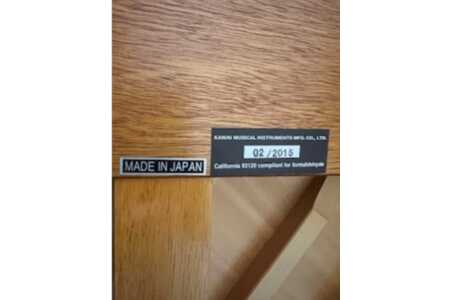 KAWAI MUSICAL INSTRUMENTS MFG. CO., LTD.
02/2015
California 93120 compliant for formaldehyde
MADE IN JAPAN